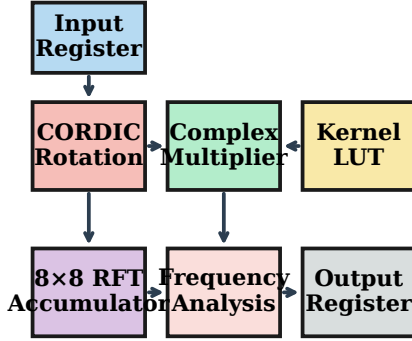 Input
Register
CORDIC
Rotation
Complex
Multiplier
Kernel
LUT
8×8 RFT
Accumulator
Frequency
Analysis
Output
Register